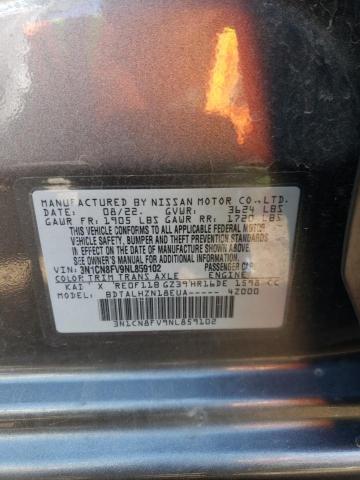 MANUFACTURED BY NISSAN MOTOR CO.,LTD.
DATE: 08/22. GVWR: 3624 LBS
GAWR FR: 1905 LBS GAWR RR: 1720 LBS
THIS VEHICLE CONFORMS TO ALL APPLICABLE FEDERAL
MOTOR VEHICLE SAFETY, BUMPER, AND THEFT PREVENTION
STANDARDS IN EFFECT ON THE DATE OF
MANUFACTURE SHOWN ABOVE.
VIN: 3N1CN8FV9NL859102 PASSENGER CAR
SEE OWNER'S MANUAL FOR ADDITIONAL INFORMATION
COLOR TRIM TRANS AXLE ENGINE
KAI X RE0F11B GZ39 HR16DE 1598 CC
MODEL: BDTALHZN18EUA----- 4Z000
3N1CN8FV9NL859102